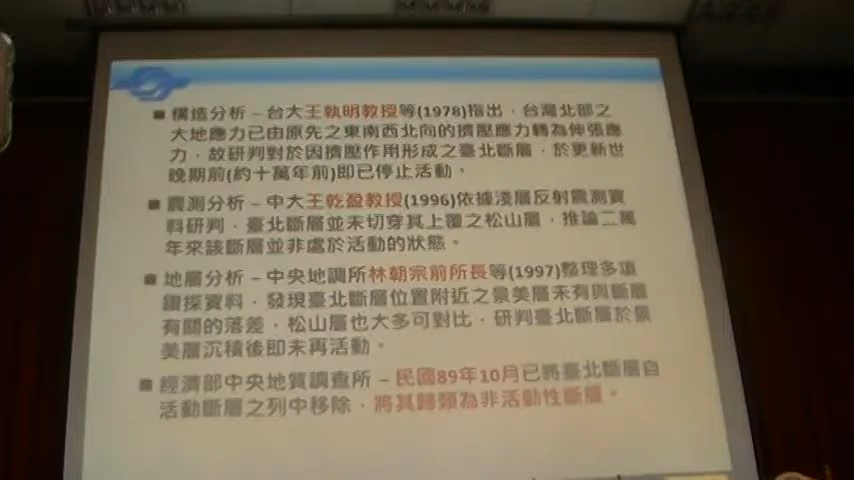 ■ 構造分析－台大王執明教授等(1978)指出，台灣北部之
大地應力已由原先之東南西北向的擠壓應力轉為伸張應
力，故研判對於因擠壓作用形成之臺北斷層，於更新世
晚期前(約十萬年前)即已停止活動。
■ 震測分析－中大王乾盈教授(1996)依據淺層反射震測資
料研判，臺北斷層並未切穿其上覆之松山層，推論二萬
年來該斷層並非處於活動的狀態。
■ 地層分析－中央地調所林朝宗前所長等(1997)整理多項
鑽探資料，發現臺北斷層位置附近之景美層未有與斷層
有關的落差，松山層也大多可對比，研判臺北斷層於景
美層沉積後即未再活動。
■ 經濟部中央地質調查所－民國89年10月已將臺北斷層自
活動斷層之列中移除，將其歸類為非活動性斷層。